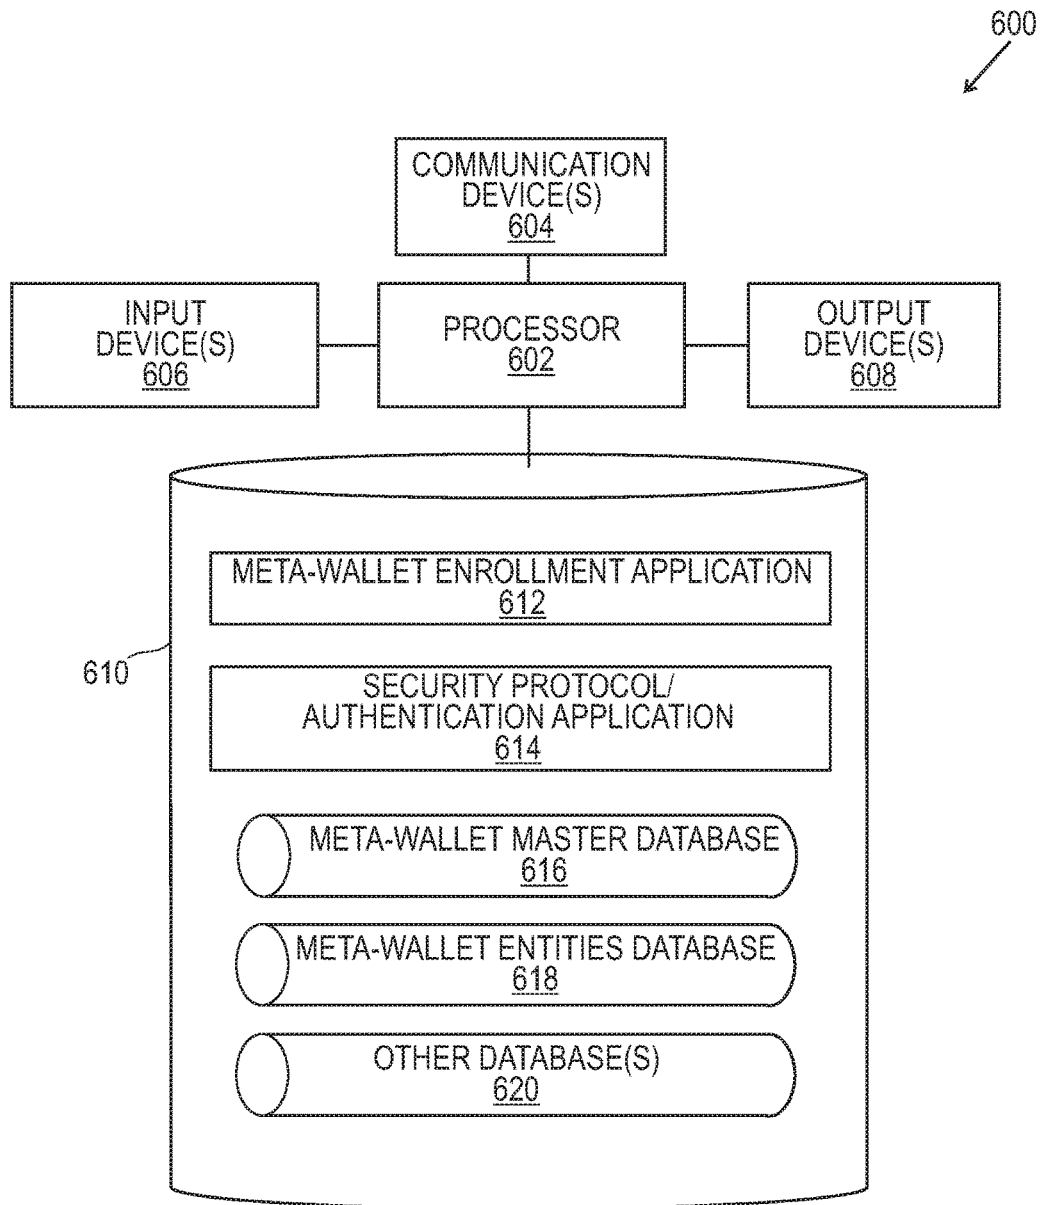 600
COMMUNICATION
DEVICE(S)
604
INPUT
DEVICE(S)
606
PROCESSOR
602
OUTPUT
DEVICE(S)
608
META-WALLET ENROLLMENT APPLICATION
612
610
SECURITY PROTOCOL/
AUTHENTICATION APPLICATION
614
META-WALLET MASTER DATABASE
616
META-WALLET ENTITIES DATABASE
618
OTHER DATABASE(S)
620